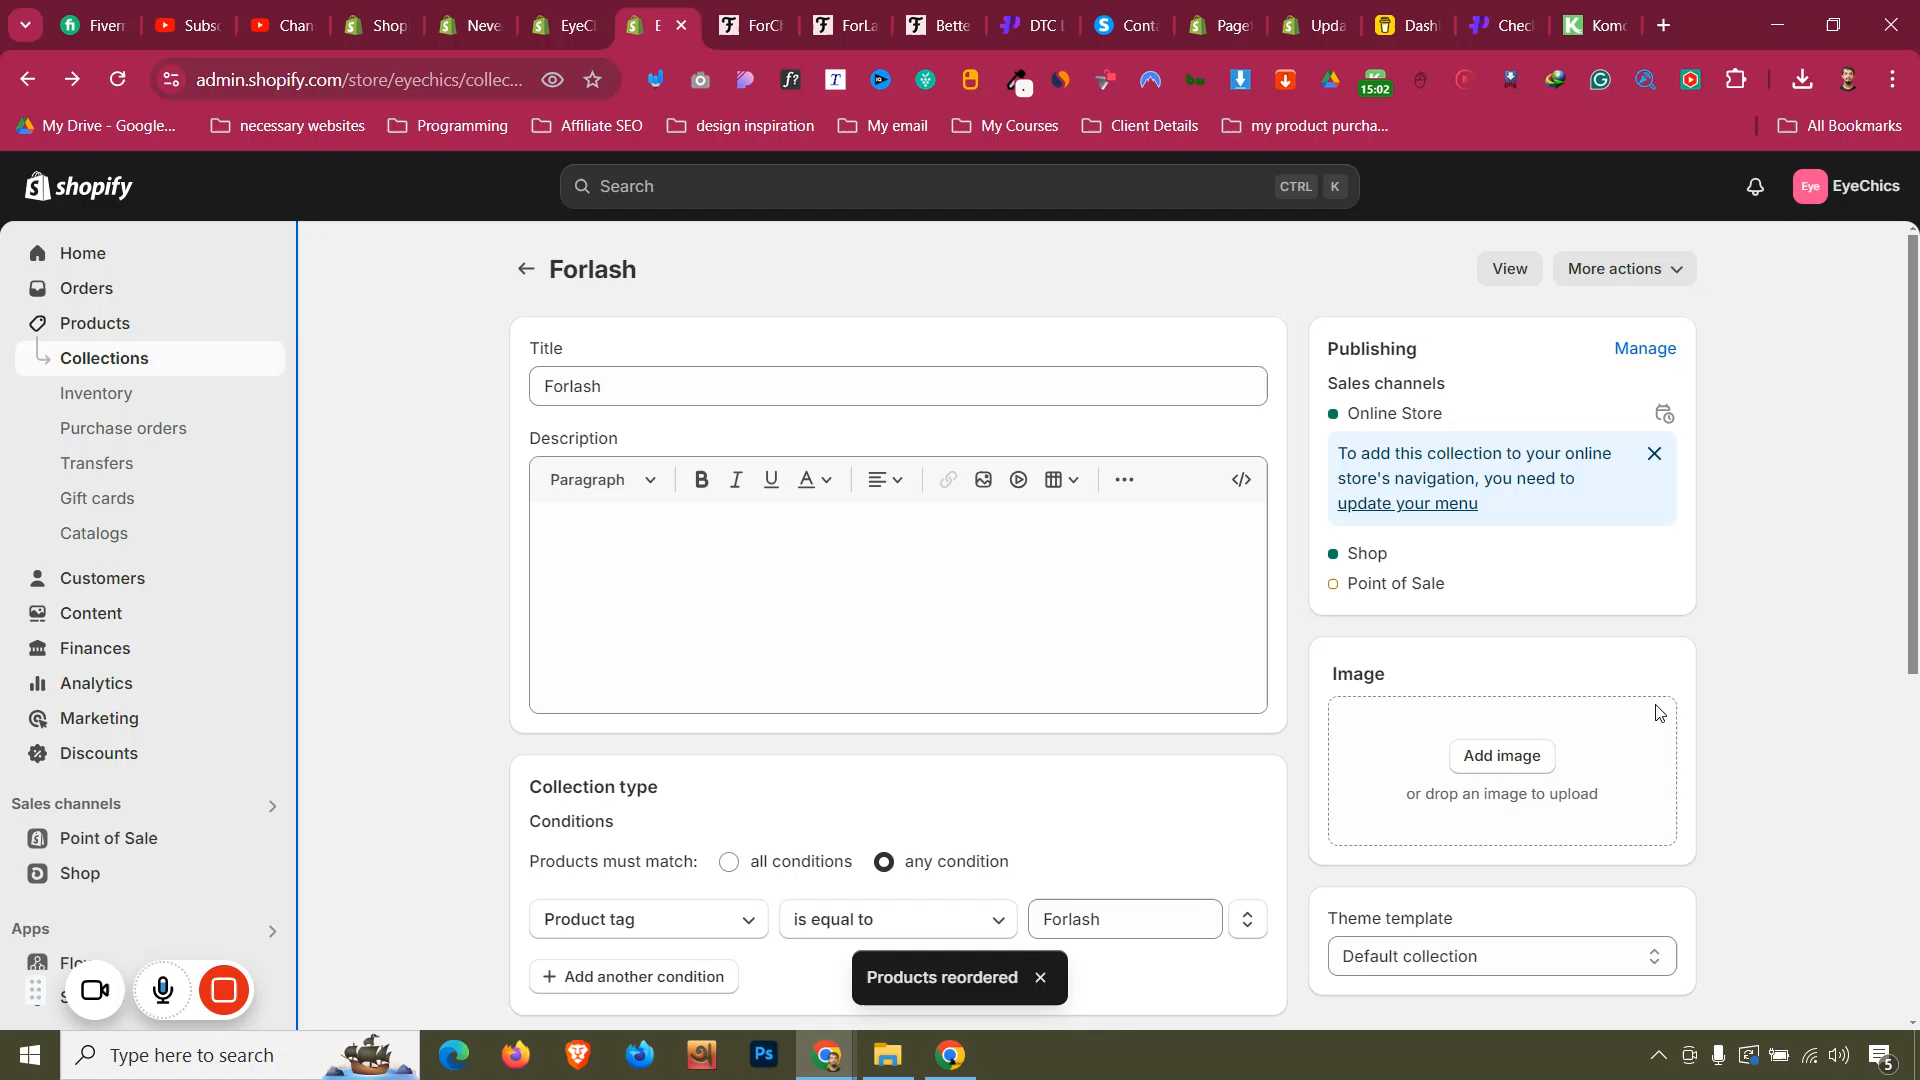 Fiverr
Subs
Chan
Shop
Neve
EyeC
E
ForC
ForLa
Bette
DTC L
Conta
Page
Upda
Dash
Chec
Komo
admin.shopify.com/store/eyechics/collec...
15:02
My Drive - Google...
necessary websites
Programming
Affiliate SEO
design inspiration
My email
My Courses
Client Details
my product purcha...
All Bookmarks
shopify
Search
CTRL K
Eye EyeChics
Home
Orders
Products
Collections
Inventory
Purchase orders
Transfers
Gift cards
Catalogs
Customers
Content
Finances
Analytics
Marketing
Discounts
Sales channels
Point of Sale
Shop
Apps
Forlash
View
More actions
Title
Forlash
Description
Paragraph
Collection type
Conditions
Products must match: all conditions any condition
Product tag
is equal to
Forlash
Add another condition
Products reordered
Publishing
Manage
Sales channels
Online Store
To add this collection to your online
store's navigation, you need to
update your menu
Shop
Point of Sale
Image
Add image
or drop an image to upload
Theme template
Default collection
Type here to search
Ps
5